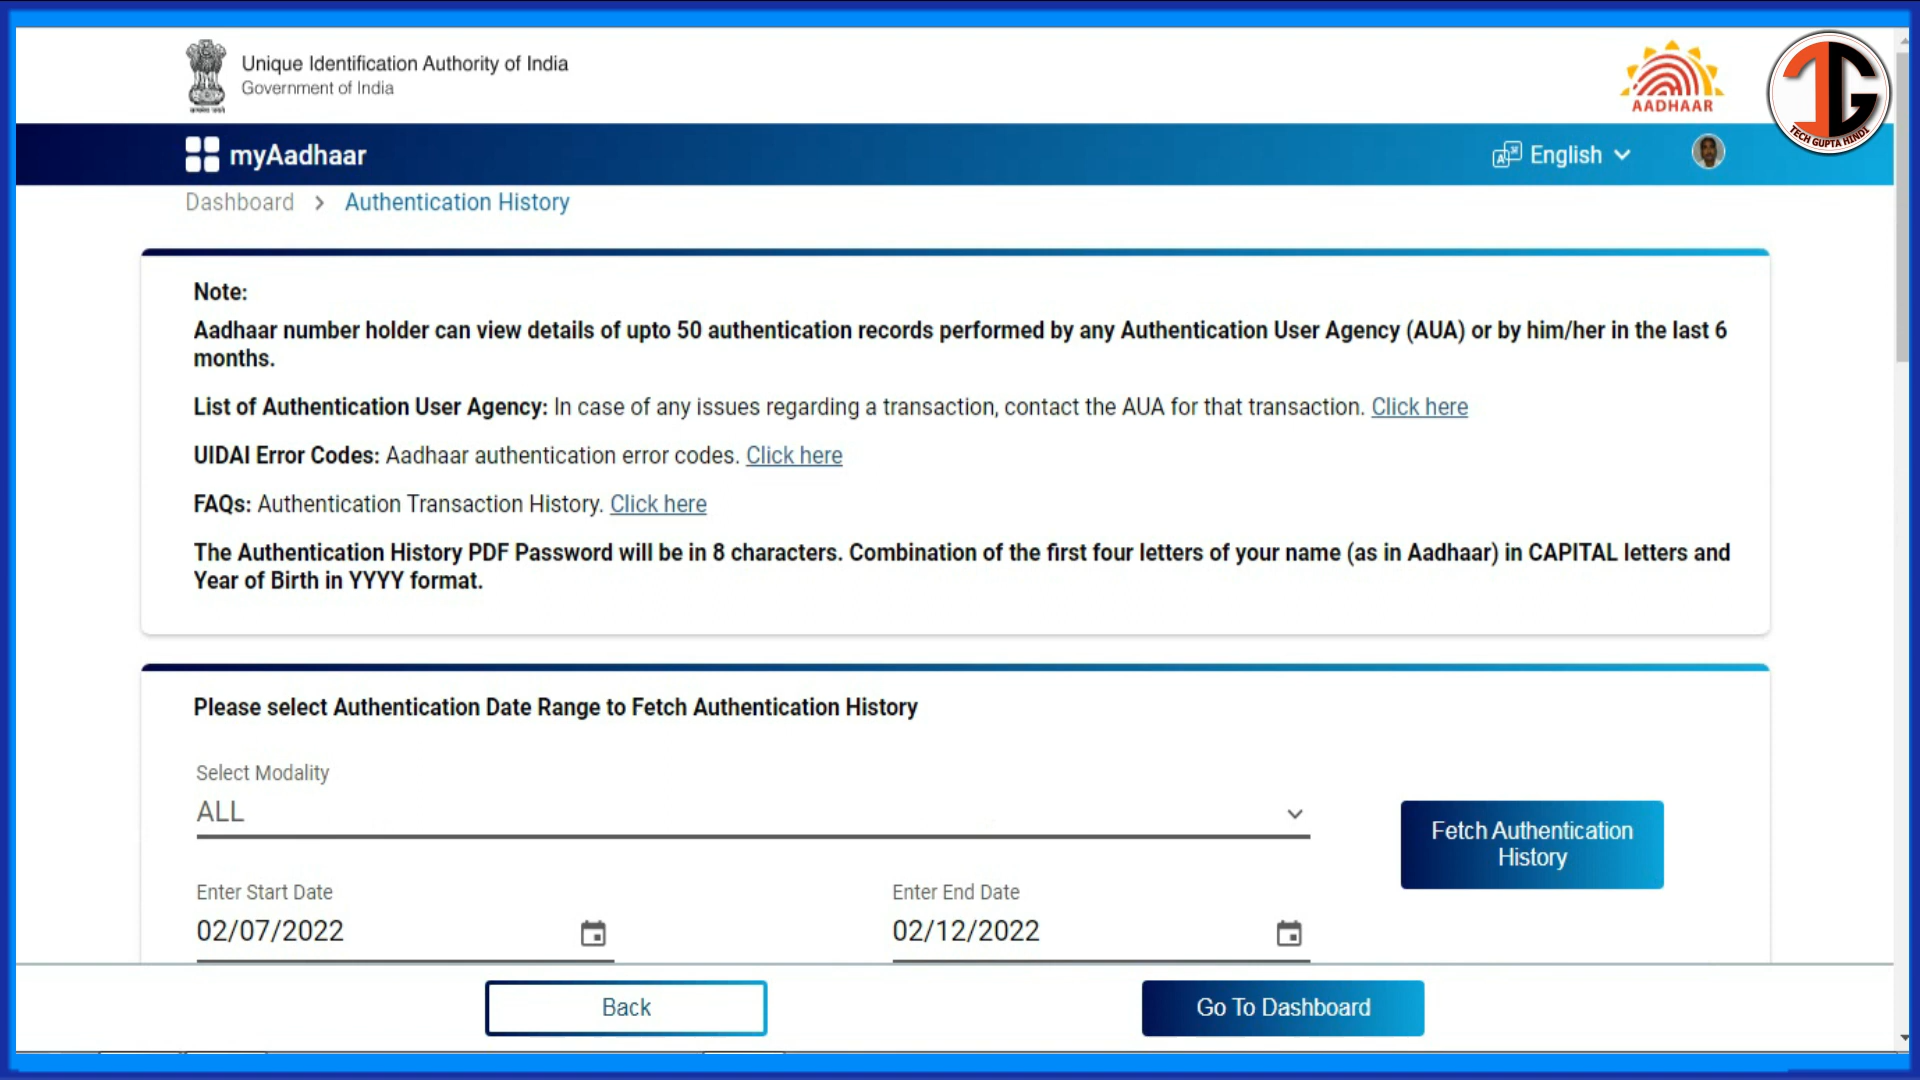 Unique Identification Authority of India
Government of India
AADHAAR
TG
TECH GUPTA HINDI
myAadhaar
English
Dashboard > Authentication History
Note:
Aadhaar number holder can view details of upto 50 authentication records performed by any Authentication User Agency (AUA) or by him/her in the last 6
months.
List of Authentication User Agency: In case of any issues regarding a transaction, contact the AUA for that transaction. Click here
UIDAI Error Codes: Aadhaar authentication error codes. Click here
FAQs: Authentication Transaction History. Click here
The Authentication History PDF Password will be in 8 characters. Combination of the first four letters of your name (as in Aadhaar) in CAPITAL letters and
Year of Birth in YYYY format.
Please select Authentication Date Range to Fetch Authentication History
Select Modality
ALL
Fetch Authentication
History
Enter Start Date
02/07/2022
Enter End Date
02/12/2022
Back
Go To Dashboard